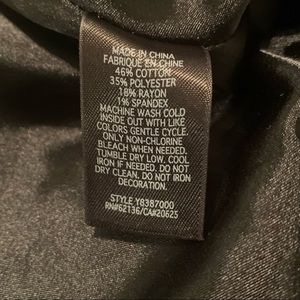 MADE IN CHINA
FABRIQUE EN CHINE
46% COTTON
35% POLYESTER
18% RAYON
1% SPANDEX
MACHINE WASH COLD
INSIDE OUT WITH LIKE
COLORS GENTLE CYCLE.
ONLY NON-CHLORINE
BLEACH IF NEEDED.
TUMBLE DRY LOW. COOL
IRON IF NEEDED. DO NOT
DRY CLEAN. DO NOT IRON
DECORATION.
STYLE Y8387000
RN#62136/CA#20625